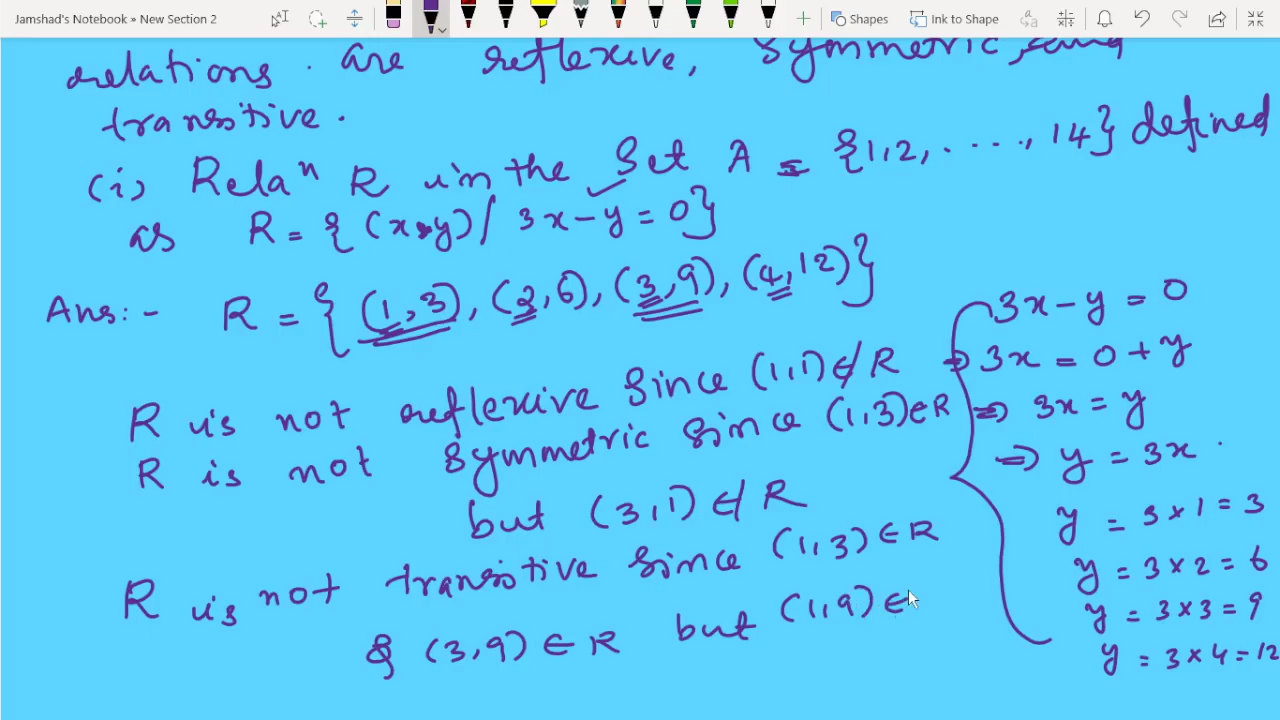 Jamshad's Notebook » New Section 2
Shapes
Ink to Shape
relations are reflexive, symmetric, and
transitive.
(i) Relaⁿ R in the Set A = {1,2, ....., 14} defined
as R = { (x,y) / 3x-y = 0}
Ans:- R = { (1,3), (2,6), (3,9), (4,12)}
R is not reflexive since (1,1) ∉ R
R is not symmetric since (1,3) ∈ R
but (3,1) ∉ R
R is not transitive since (1,3) ∈ R
& (3,9) ∈ R but (1,9) ∈
3x-y = 0
⇒ 3x = 0 + y
⇒ 3x = y
⇒ y = 3x.
y = 3×1 = 3
y = 3×2 = 6
y = 3×3 = 9
y = 3×4 = 12